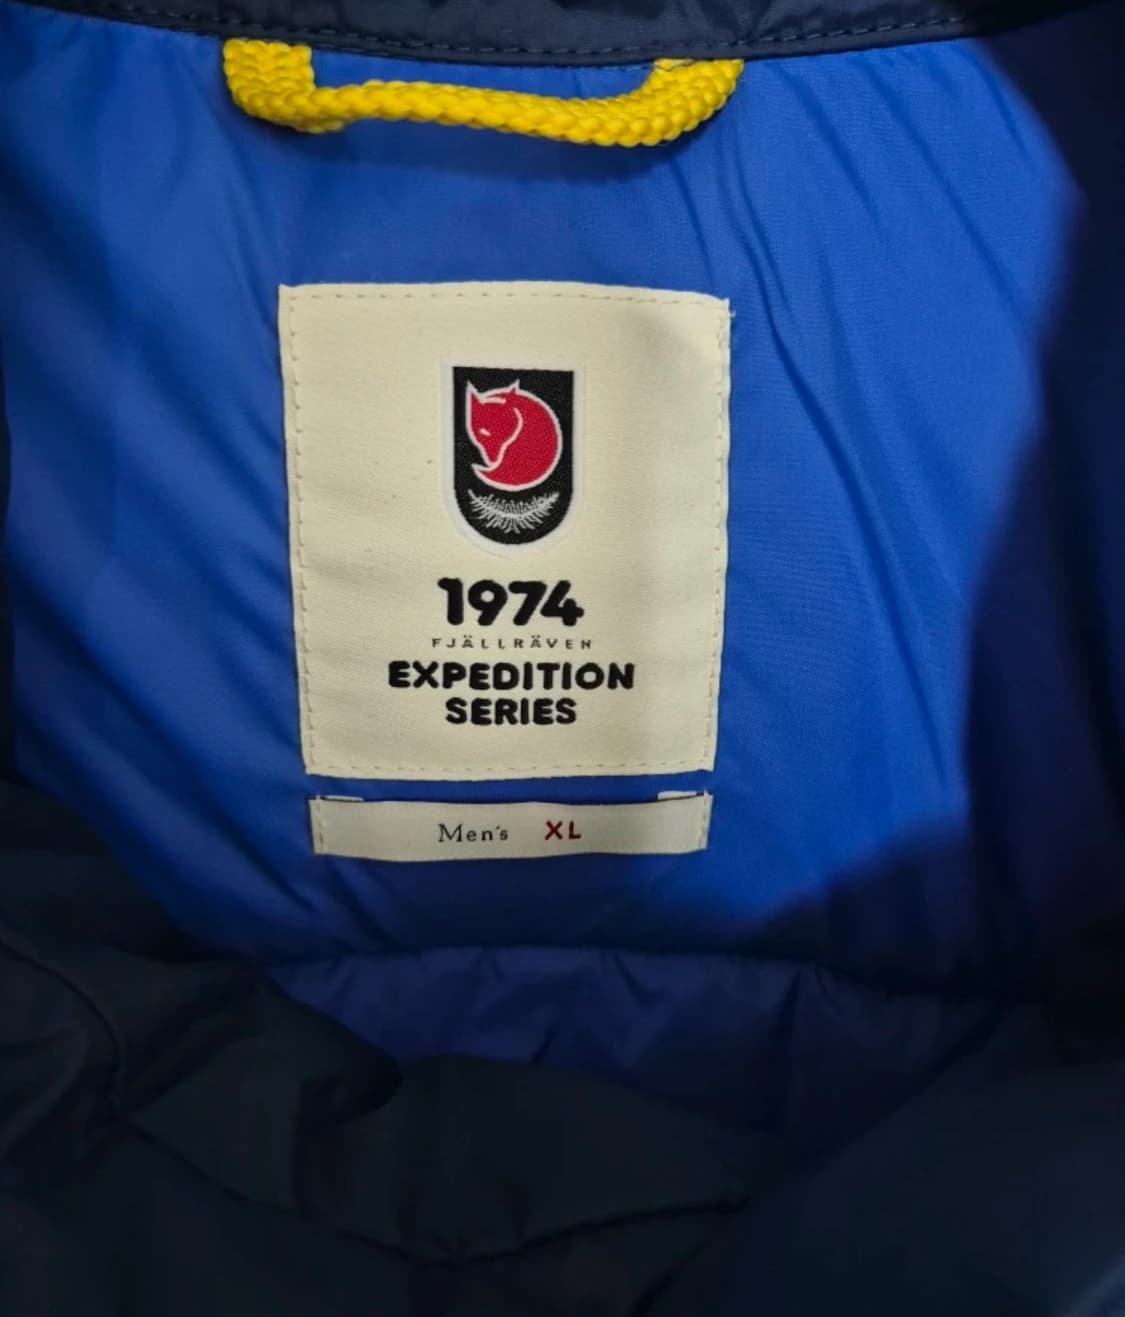 1974
FJÄLLRÄVEN
EXPEDITION
SERIES
Men's XL